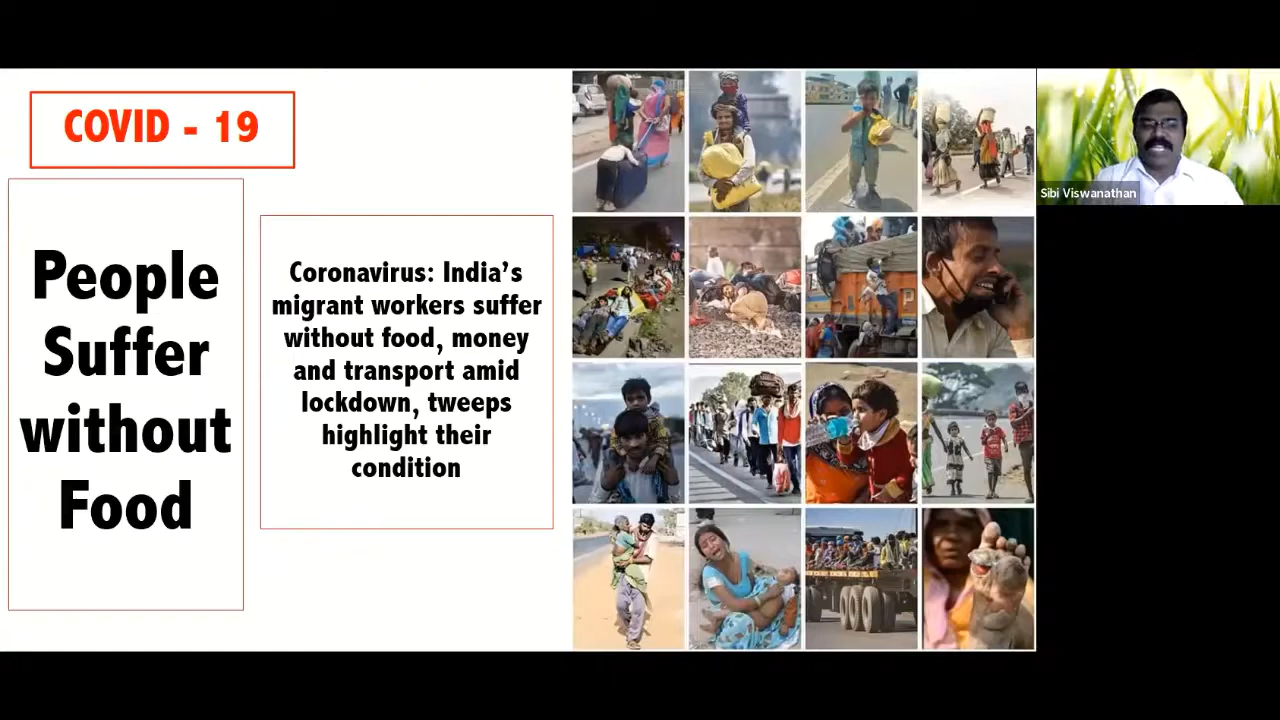 COVID - 19
People
Suffer
without
Food
Coronavirus: India's
migrant workers suffer
without food, money
and transport amid
lockdown, tweeps
highlight their
condition
Sibi Viswanathan